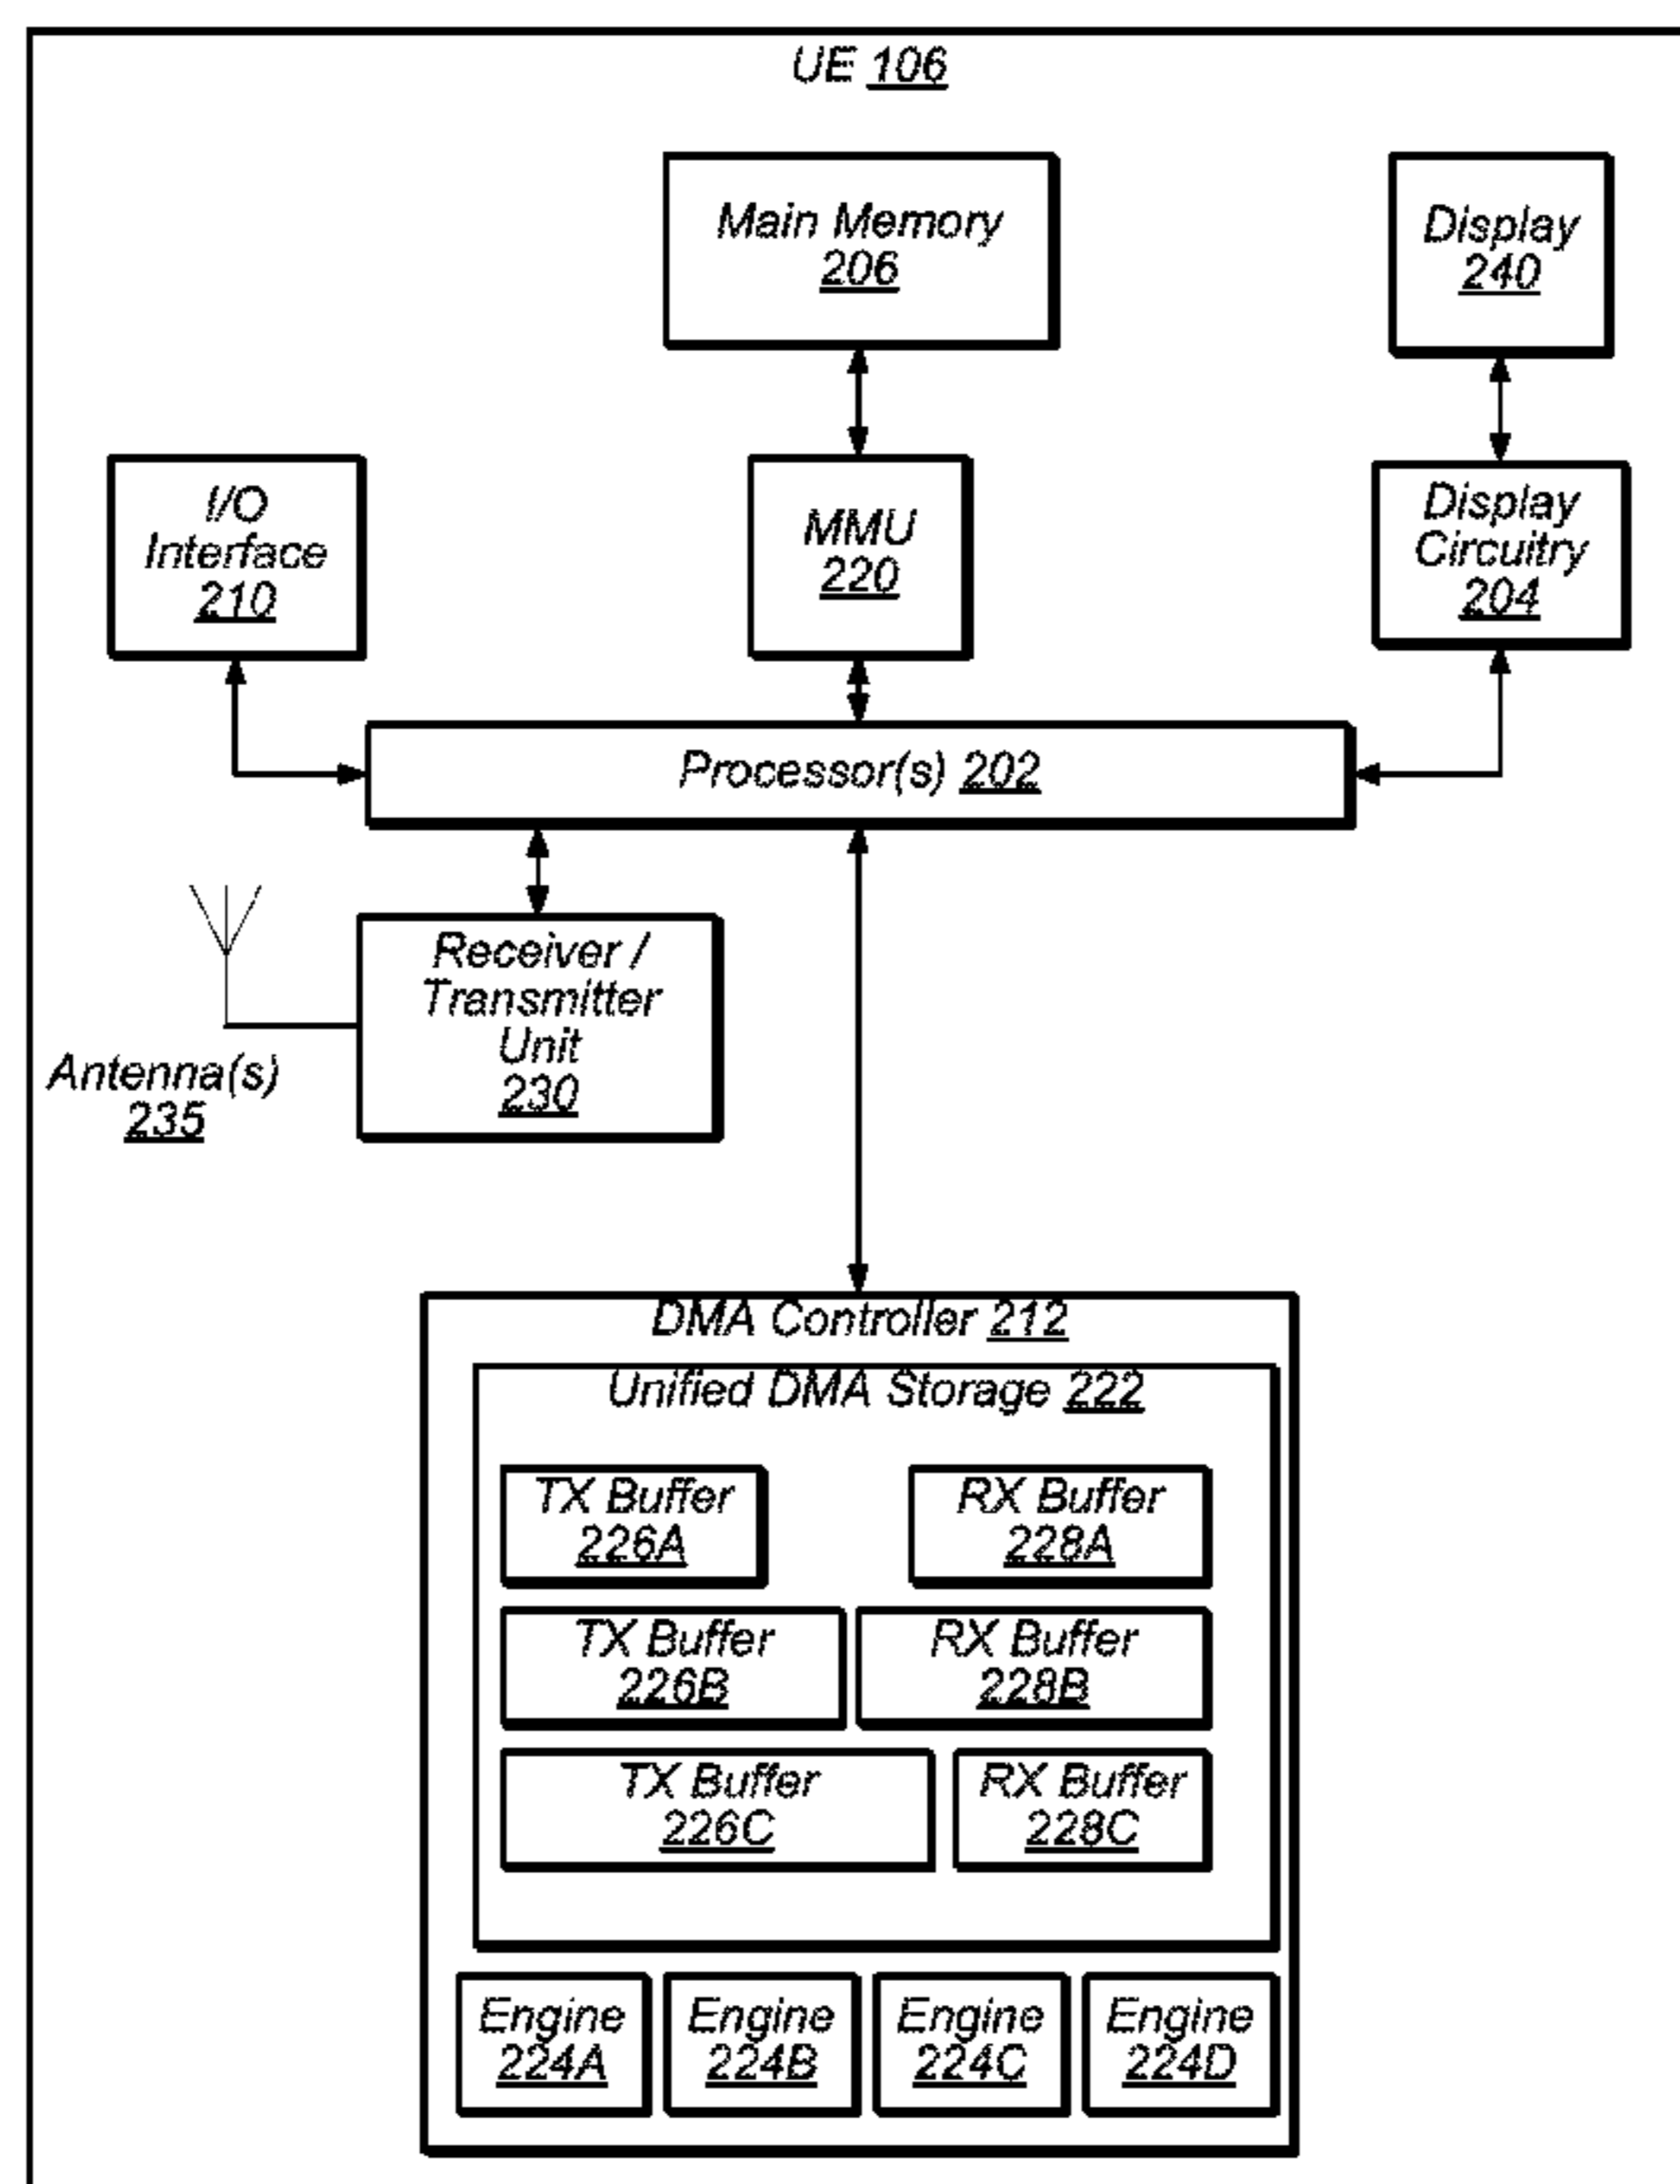 UE 106
Main Memory
206
Display
240
I/O
Interface
210
MMU
220
Display
Circuitry
204
Processor(s) 202
Receiver /
Transmitter
Unit
230
Antenna(s)
235
DMA Controller 212
Unified DMA Storage 222
TX Buffer
226A
RX Buffer
228A
TX Buffer
226B
RX Buffer
228B
TX Buffer
226C
RX Buffer
228C
Engine
224A
Engine
224B
Engine
224C
Engine
224D